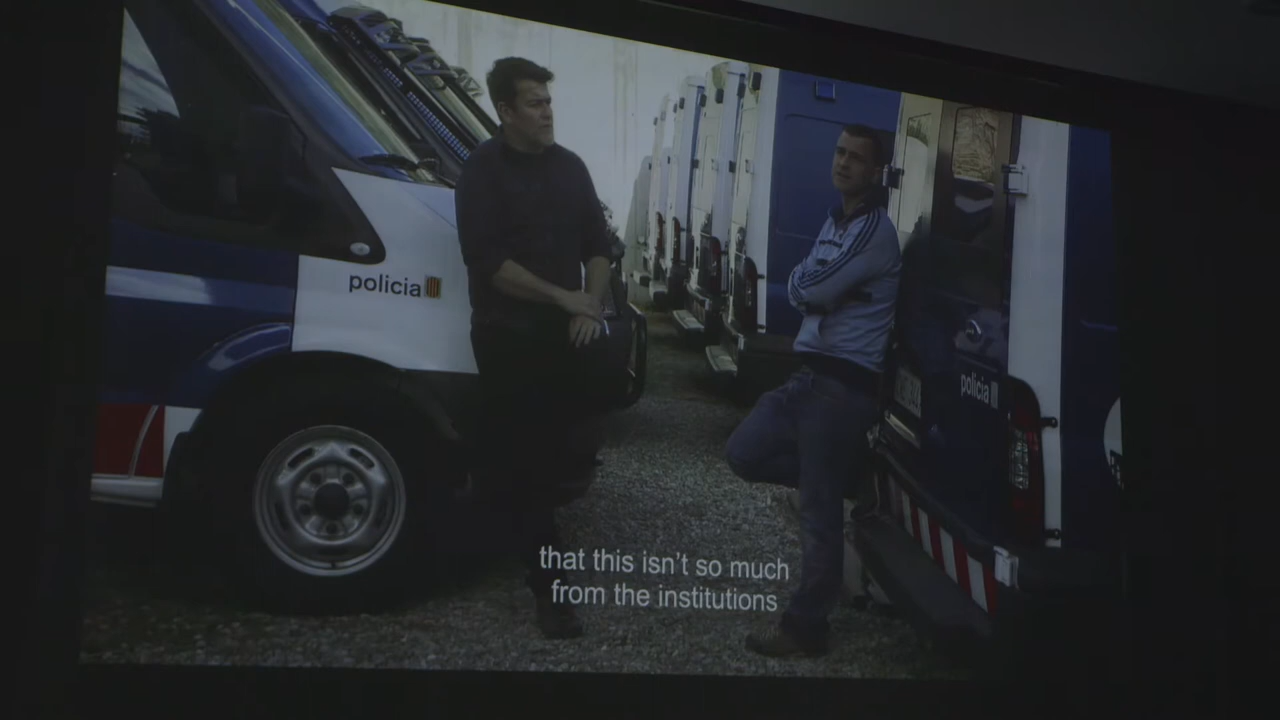 policia
policia
that this isn't so much
from the institutions